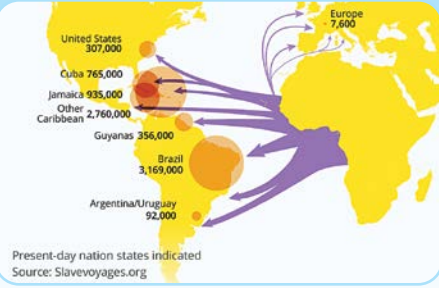 Europe
7,600
United States
307,000
Cuba 765,000
Jamaica 935,000
Other
Caribbean 2,760,000
Guyanas 356,000
Brazil
3,169,000
Argentina/Uruguay
92,000
Present-day nation states indicated
Source: Slavevoyages.org